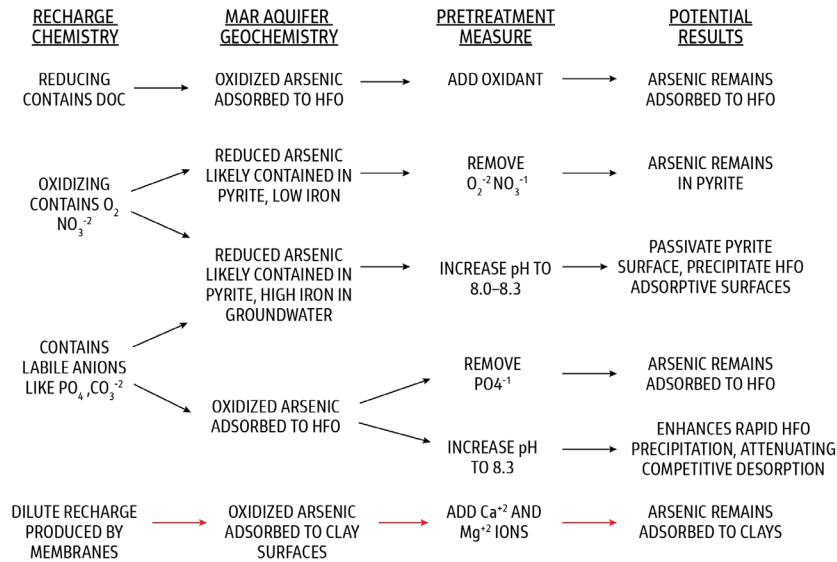 RECHARGE
CHEMISTRY
MAR AQUIFER
GEOCHEMISTRY
PRETREATMENT
MEASURE
POTENTIAL
RESULTS
REDUCING
CONTAINS DOC
OXIDIZED ARSENIC
ADSORBED TO HFO
ADD OXIDANT
ARSENIC REMAINS
ADSORBED TO HFO
OXIDIZING
CONTAINS O₂
NO₃⁻²
REDUCED ARSENIC
LIKELY CONTAINED IN
PYRITE, LOW IRON
REMOVE
O₂⁻² NO₃⁻¹
ARSENIC REMAINS
IN PYRITE
REDUCED ARSENIC
LIKELY CONTAINED IN
PYRITE, HIGH IRON IN
GROUNDWATER
INCREASE pH TO
8.0–8.3
PASSIVATE PYRITE
SURFACE, PRECIPITATE HFO
ADSORPTIVE SURFACES
CONTAINS
LABILE ANIONS
LIKE PO₄ ,CO₃⁻²
OXIDIZED ARSENIC
ADSORBED TO HFO
REMOVE
PO4⁻¹
ARSENIC REMAINS
ADSORBED TO HFO
INCREASE pH
TO 8.3
ENHANCES RAPID HFO
PRECIPITATION, ATTENUATING
COMPETITIVE DESORPTION
DILUTE RECHARGE
PRODUCED BY
MEMBRANES
OXIDIZED ARSENIC
ADSORBED TO CLAY
SURFACES
ADD Ca⁺² AND
Mg⁺² IONS
ARSENIC REMAINS
ADSORBED TO CLAYS